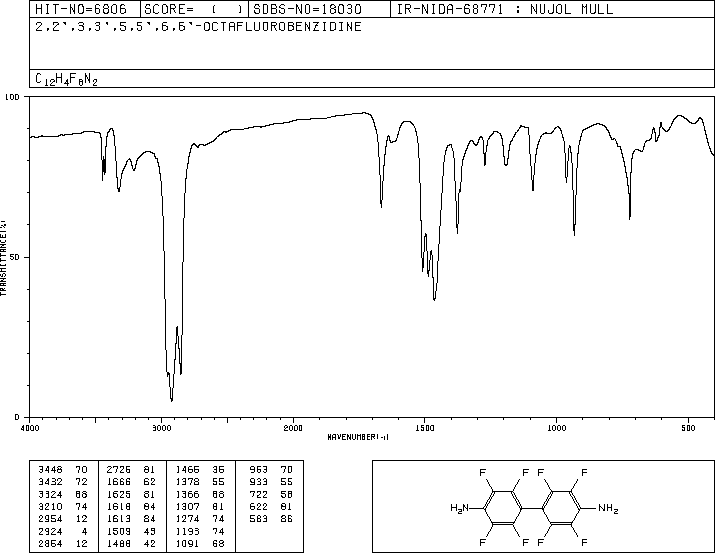 HIT-NO=6806 SCORE= ( ) SDBS-NO=18030 IR-NIDA-68771 : NUJOL MULL
2,2',3,3',5,5',6,6'-OCTAFLUOROBENZIDINE
C12H4F8N2
100
50
0
TRANSMITTANCE(%)
4000 3000 2000 1500 1000 500
WAVENUMBER(-1)
3448 70 2726 81 1466 35 963 70
3432 72 1666 62 1378 55 933 55
3324 68 1625 81 1366 68 722 58
3210 74 1618 84 1307 81 622 81
2954 12 1613 84 1274 74 583 86
2924 4 1509 49 1193 74
2854 12 1488 42 1091 68
F F F F
H2N NH2
F F F F